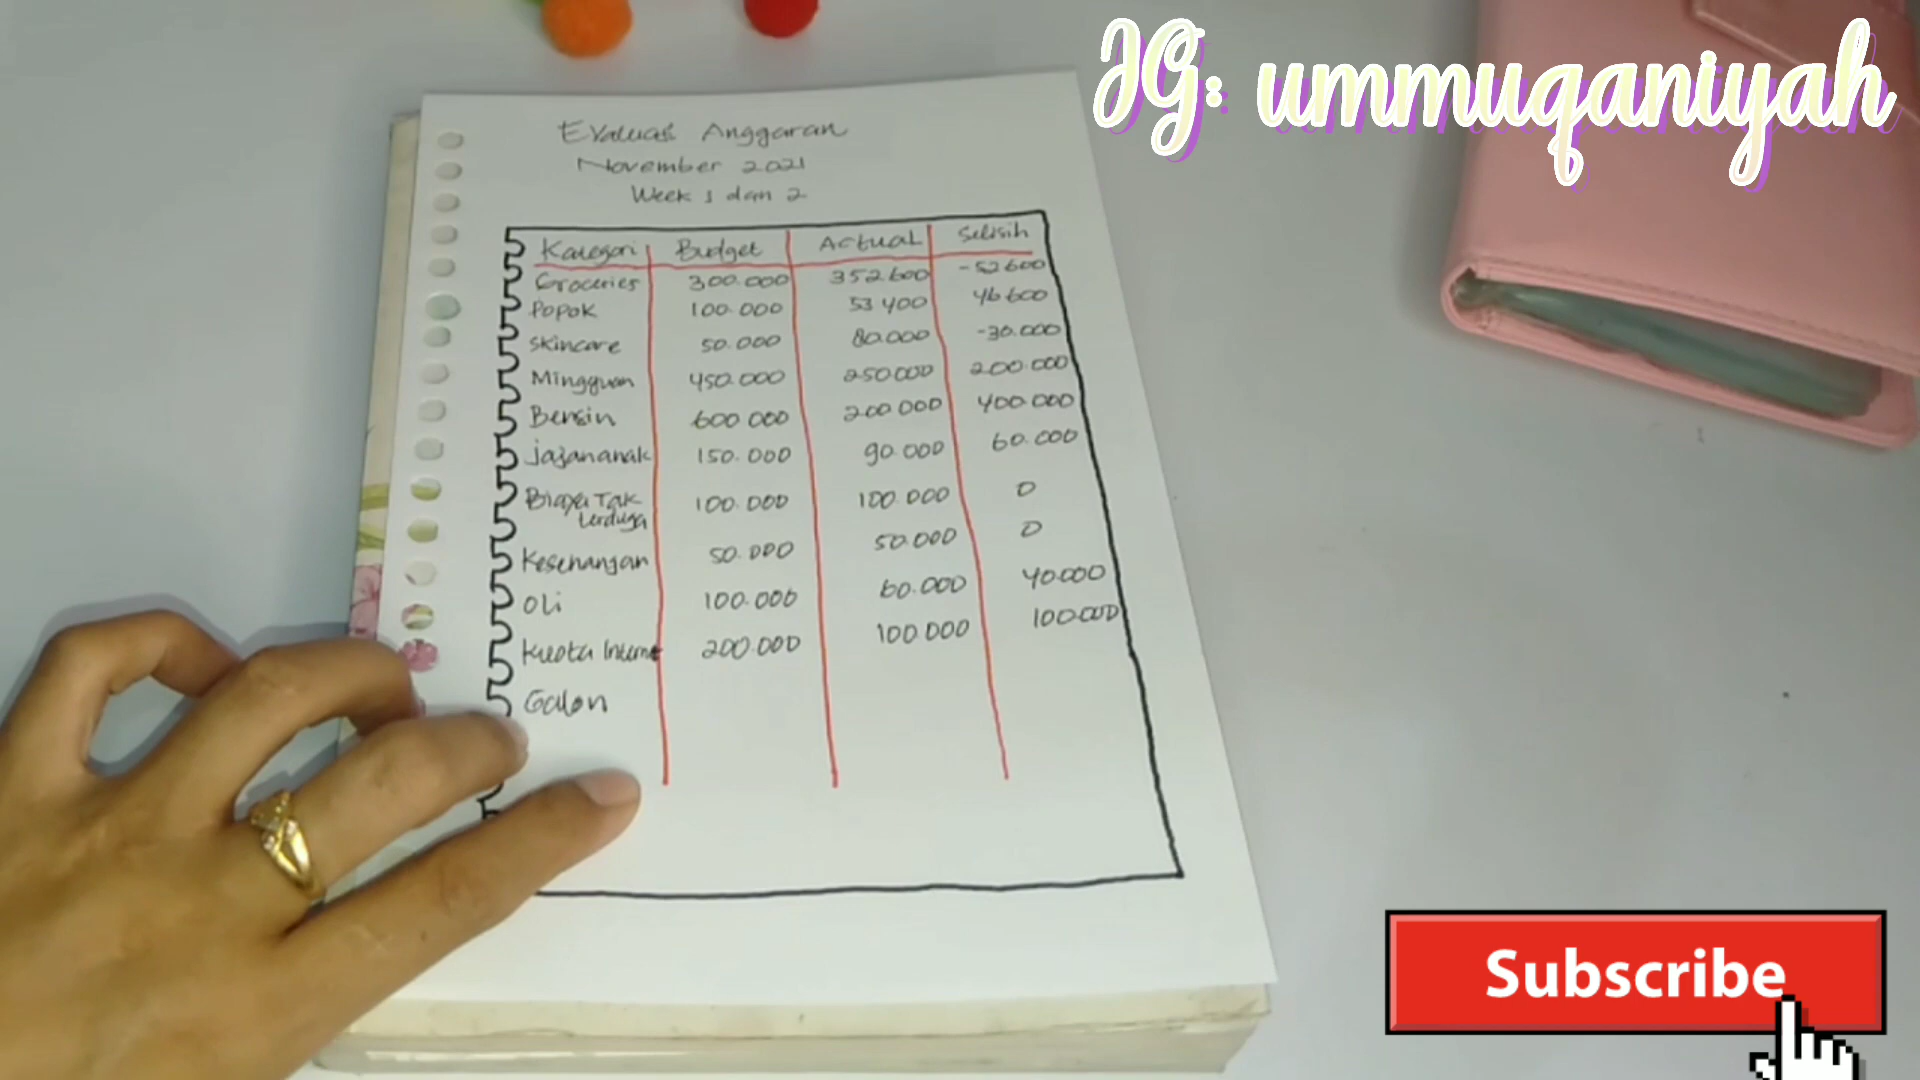 IG: ummuqaniyah
Evaluasi Anggaran
November 2021
Week 1 dan 2
Kategori Budget Actual Selisih
Groceries 300.000 352.600 -52600
Popok 100.000 53 400 46 600
Skincare 50.000 80.000 -30.000
Mingguan 450.000 250 000 200.000
Bensin 600 000 200 000 400 000
Jajan anak 150.000 90.000 60.000
Biaya Tak 100.000 100.000 0
terduga
Kesenangan 50.000 50.000 0
Oli 100.000 60.000 40.000
Kuota 200.000 100.000 100.000
Galon
Subscribe